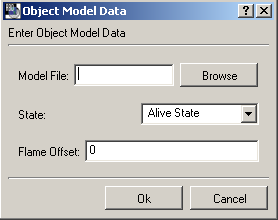 Object Model Data
Enter Object Model Data
Model File: Browse
State: Alive State
Flame Offset: 0
Ok Cancel